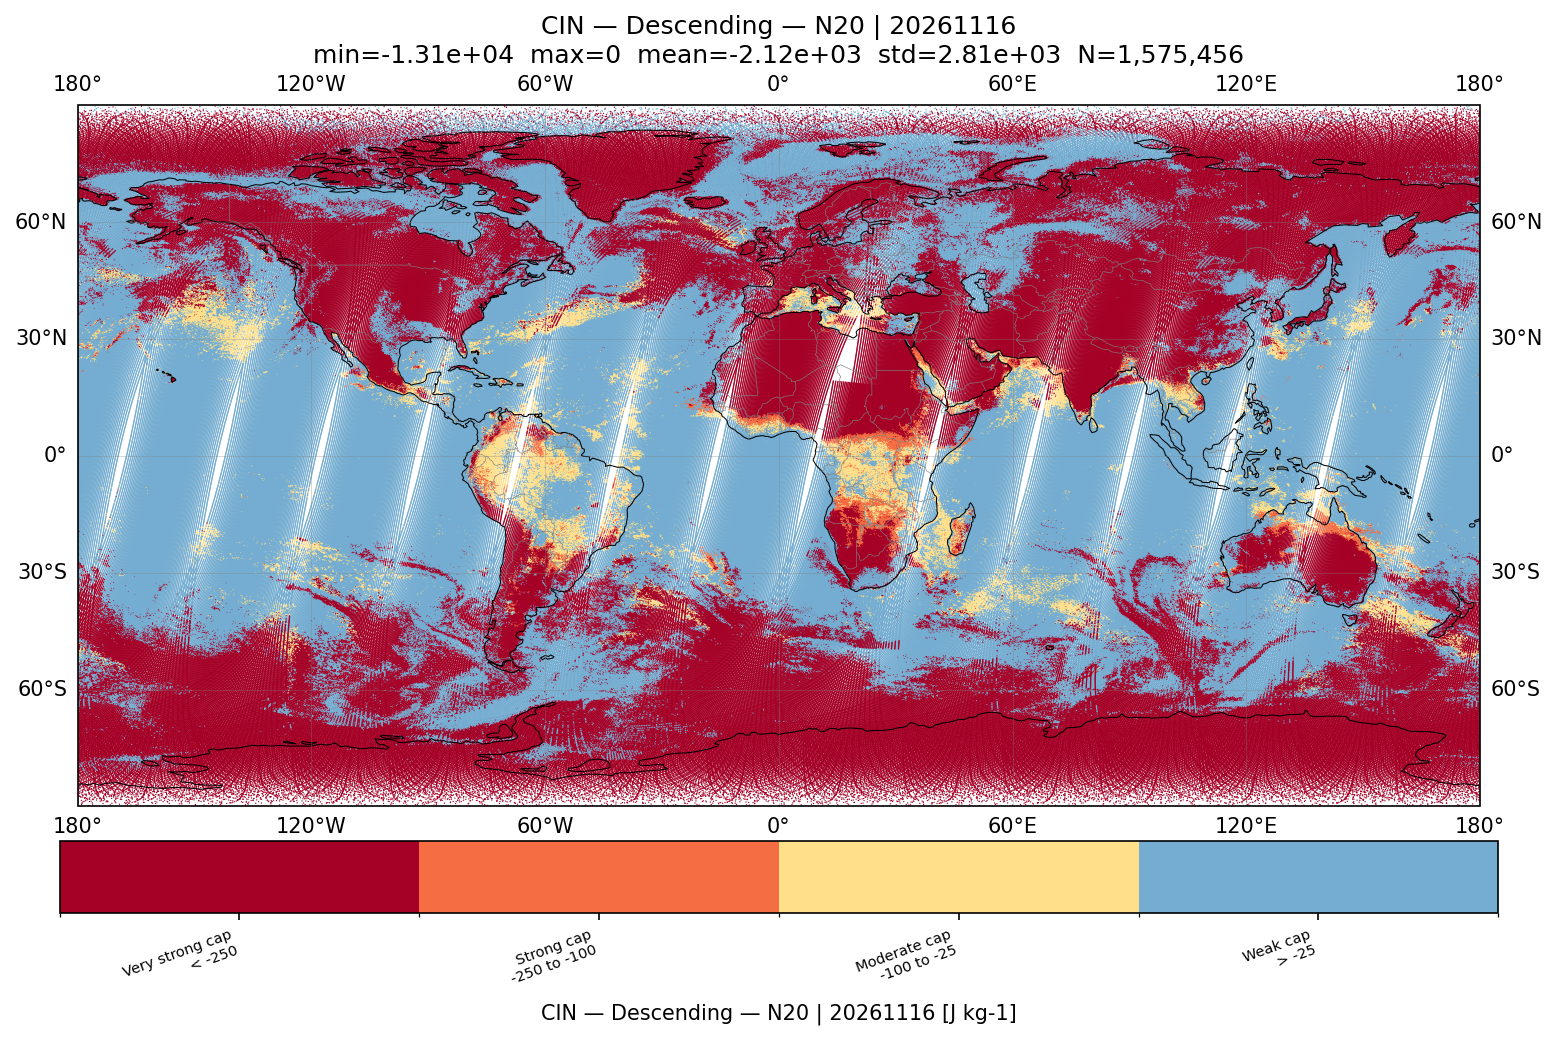 CIN — Descending — N20 | 20261116
min=-1.31e+04 max=0 mean=-2.12e+03 std=2.81e+03 N=1,575,456
180° 120°W 60°W 0° 60°E 120°E 180°
60°N 60°N
30°N 30°N
0° 0°
30°S 30°S
60°S 60°S
180° 120°W 60°W 0° 60°E 120°E 180°
Very strong cap
< -250
Strong cap
-250 to -100
Moderate cap
-100 to -25
Weak cap
> -25
CIN — Descending — N20 | 20261116 [J kg-1]